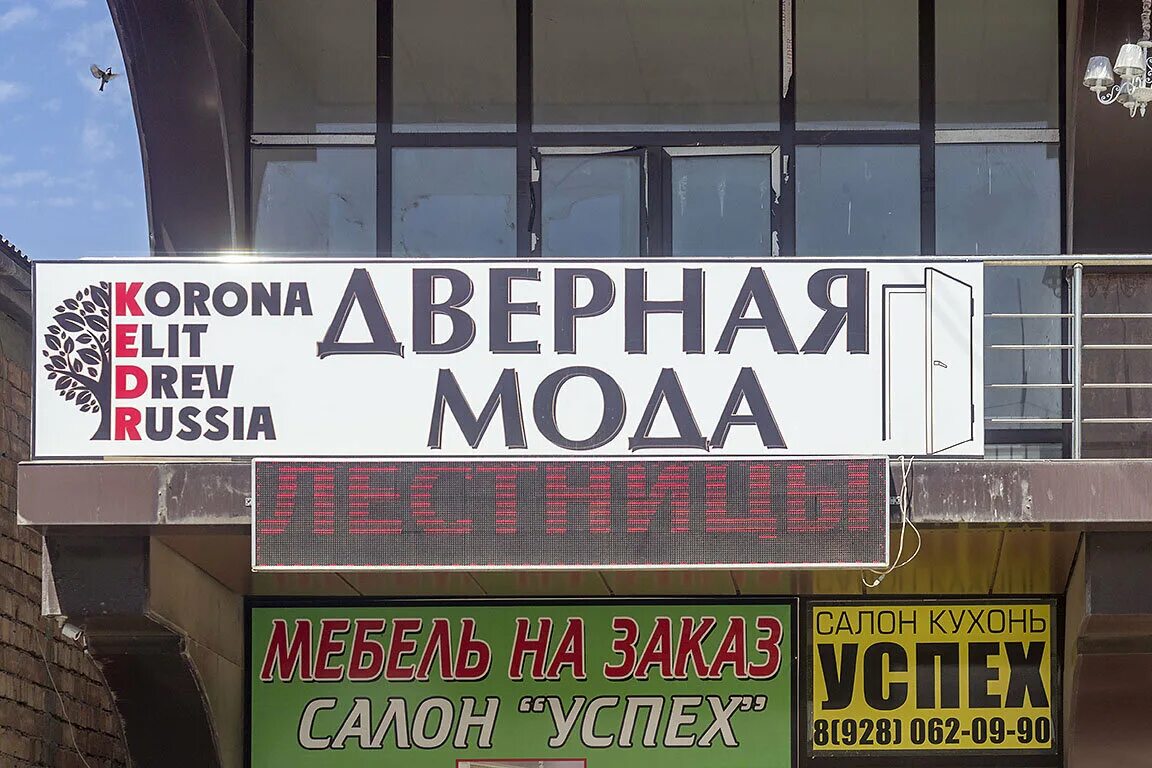 KORONA
ELIT
DREV
RUSSIA
ДВЕРНАЯ
МОДА
ЛЕСТНИЦЫ
МЕБЕЛЬ НА ЗАКАЗ
САЛОН "УСПЕХ"
САЛОН КУХОНЬ
УСПЕХ
8(928) 062-09-90